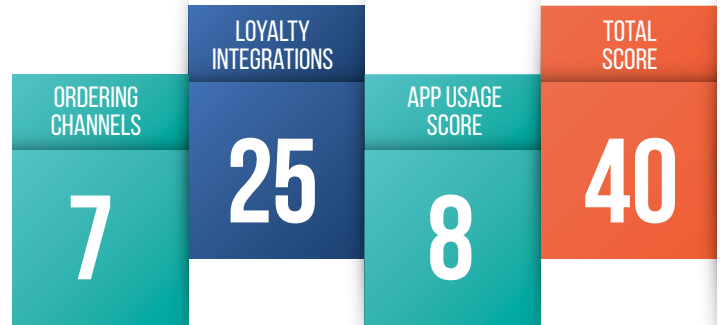 ORDERING
CHANNELS
7
LOYALTY
INTEGRATIONS
25
APP USAGE
SCORE
8
TOTAL
SCORE
40